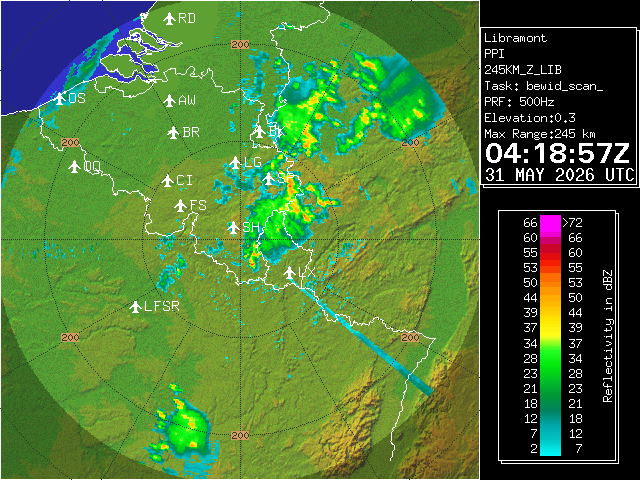 RD
200
OS
AW
BR
BK
200
200
OQ
LG
CI
FS
SH
LX
LFSR
200
200
200
Libramont
PPI
245KM_Z_LIB
Task: bewid_scan_
PRF: 500Hz
Elevation:0.3
Max Range:245 km
04:18:57Z
31 MAY 2026 UTC
66 >72
60 66
55 60
53 55
50 53
44 50
39 44
37 39
34 37
28 34
23 28
21 23
18 21
12 18
7 12
2 7
Reflectivity in dBZ